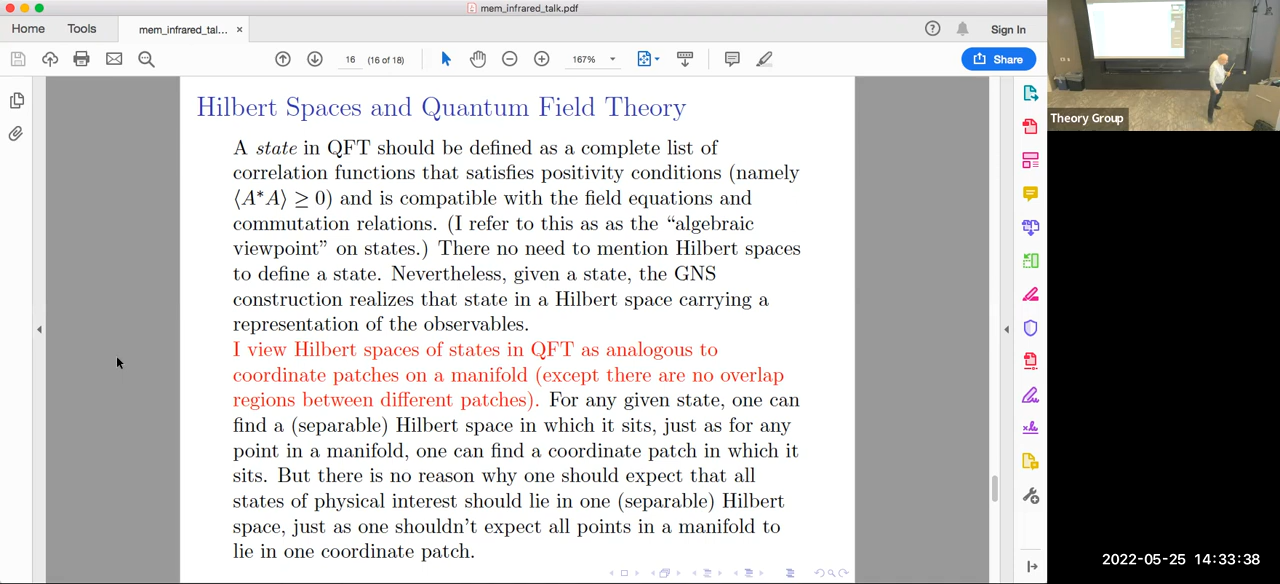 mem_infrared_talk.pdf
Home
Tools
mem_infrared_tal...
×
Sign In
16
(16 of 18)
167%
Share
Theory Group
Hilbert Spaces and Quantum Field Theory
A state in QFT should be defined as a complete list of
correlation functions that satisfies positivity conditions (namely
⟨A*A⟩ ≥ 0) and is compatible with the field equations and
commutation relations. (I refer to this as as the “algebraic
viewpoint” on states.) There no need to mention Hilbert spaces
to define a state. Nevertheless, given a state, the GNS
construction realizes that state in a Hilbert space carrying a
representation of the observables.
I view Hilbert spaces of states in QFT as analogous to
coordinate patches on a manifold (except there are no overlap
regions between different patches). For any given state, one can
find a (separable) Hilbert space in which it sits, just as for any
point in a manifold, one can find a coordinate patch in which it
sits. But there is no reason why one should expect that all
states of physical interest should lie in one (separable) Hilbert
space, just as one shouldn’t expect all points in a manifold to
lie in one coordinate patch.
2022-05-25 14:33:38